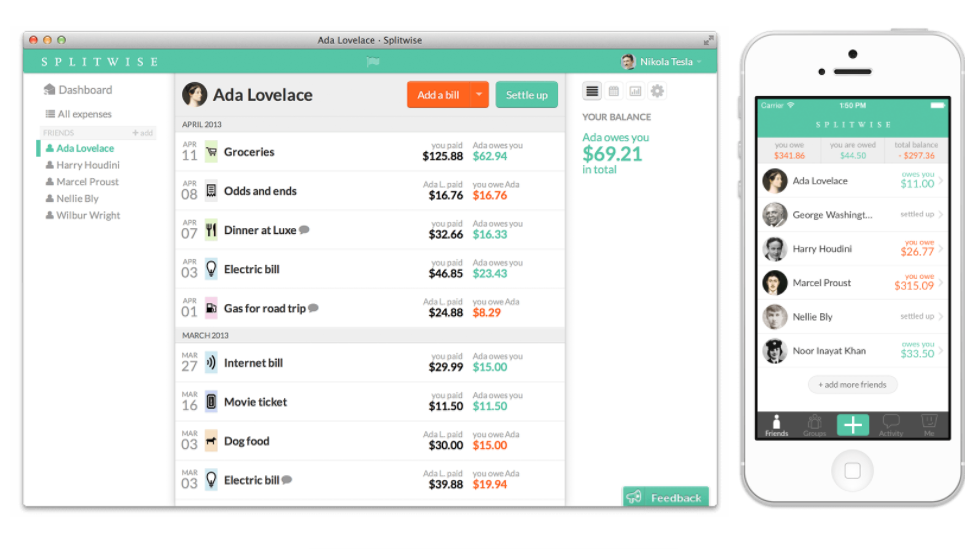 Ada Lovelace · Splitwise
SPLITWISE
Nikola Tesla
Dashboard
All expenses
FRIENDS + add
Ada Lovelace
Harry Houdini
Marcel Proust
Nellie Bly
Wilbur Wright
Ada Lovelace
Add a bill
Settle up
APRIL 2013
APR 11 Groceries you paid $125.88 Ada owes you $62.94
APR 08 Odds and ends Ada L. paid $16.76 you owe Ada $16.76
APR 07 Dinner at Luxe you paid $32.66 Ada owes you $16.33
APR 03 Electric bill you paid $46.85 Ada owes you $23.43
APR 01 Gas for road trip Ada L. paid $24.88 you owe Ada $8.29
MARCH 2013
MAR 27 Internet bill you paid $29.99 Ada owes you $15.00
MAR 16 Movie ticket you paid $11.50 Ada owes you $11.50
MAR 03 Dog food Ada L. paid $30.00 you owe Ada $15.00
MAR 03 Electric bill Ada L. paid $39.88 you owe Ada $19.94
YOUR BALANCE
Ada owes you
$69.21
in total
Feedback
Carrier 1:50 PM
SPLITWISE
you owe you are owed total balance
$341.86 $44.50 - $297.36
Ada Lovelace owes you $11.00
George Washingt... settled up
Harry Houdini you owe $26.77
Marcel Proust you owe $315.09
Nellie Bly settled up
Noor Inayat Khan owes you $33.50
+ add more friends
Friends Groups Activity Me